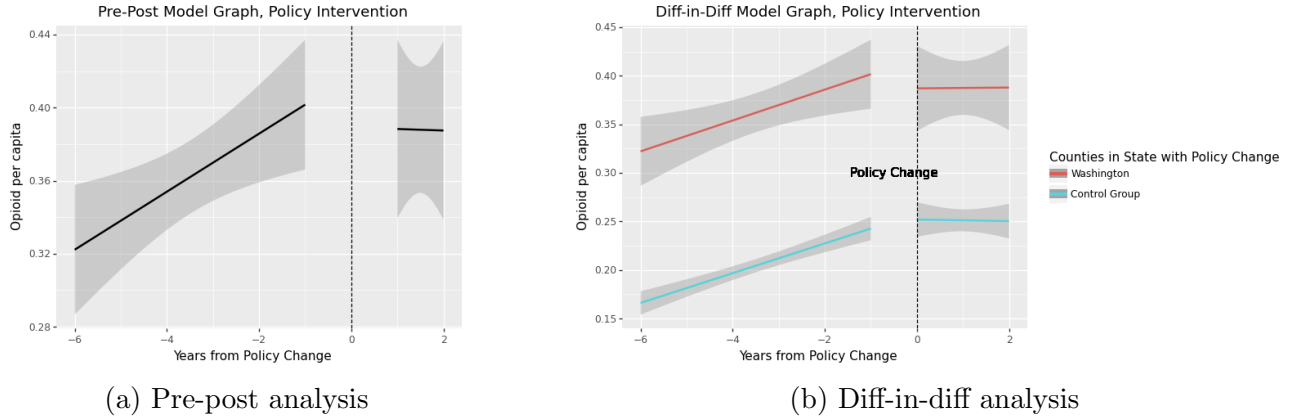 Pre-Post Model Graph, Policy Intervention
0.44
0.40
0.36
0.32
0.28
Opioid per capita
−6
−4
−2
0
2
Years from Policy Change
(a) Pre-post analysis
Diff-in-Diff Model Graph, Policy Intervention
0.45
0.40
0.35
0.30
0.25
0.20
0.15
Opioid per capita
Policy Change
−6
−4
−2
0
2
Years from Policy Change
Counties in State with Policy Change
Washington
Control Group
(b) Diff-in-diff analysis